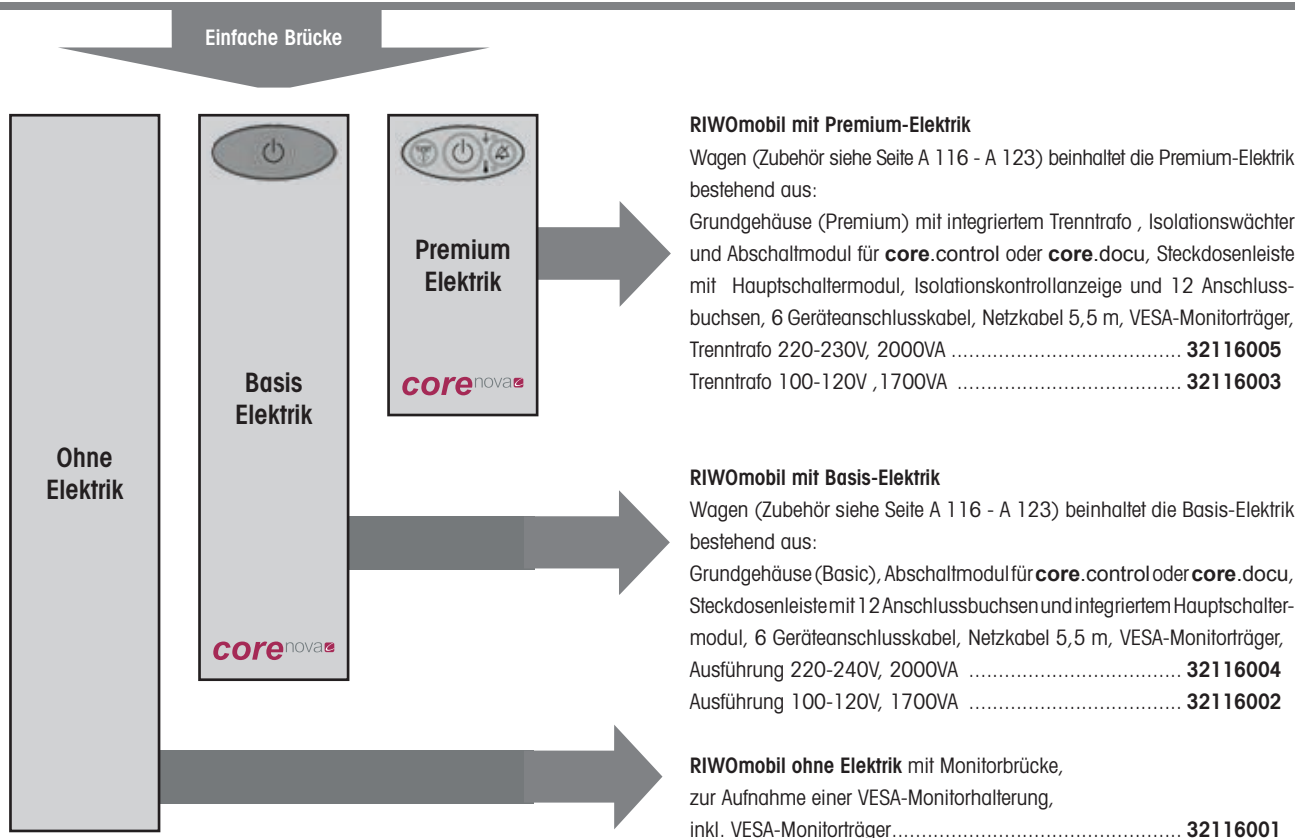 Einfache Brücke
Ohne
Elektrik
Basis
Elektrik
corenova
Premium
Elektrik
corenova
RIWOmobil mit Premium-Elektrik
Wagen (Zubehör siehe Seite A 116 - A 123) beinhaltet die Premium-Elektrik
bestehend aus:
Grundgehäuse (Premium) mit integriertem Trenntrafo , Isolationswächter
und Abschaltmodul für core.control oder core.docu, Steckdosenleiste
mit Hauptschaltermodul, Isolationskontrollanzeige und 12 Anschluss-
buchsen, 6 Geräteanschlusskabel, Netzkabel 5,5 m, VESA-Monitorträger,
Trenntrafo 220-230V, 2000VA ...................................... 32116005
Trenntrafo 100-120V ,1700VA ..................................... 32116003
RIWOmobil mit Basis-Elektrik
Wagen (Zubehör siehe Seite A 116 - A 123) beinhaltet die Basis-Elektrik
bestehend aus:
Grundgehäuse (Basic), Abschaltmodul für core.control oder core.docu,
Steckdosenleiste mit 12 Anschlussbuchsen und integriertem Hauptschalter-
modul, 6 Geräteanschlusskabel, Netzkabel 5,5 m, VESA-Monitorträger,
Ausführung 220-240V, 2000VA .................................... 32116004
Ausführung 100-120V, 1700VA .................................... 32116002
RIWOmobil ohne Elektrik mit Monitorbrücke,
zur Aufnahme einer VESA-Monitorhalterung,
inkl. VESA-Monitorträger................................................ 32116001